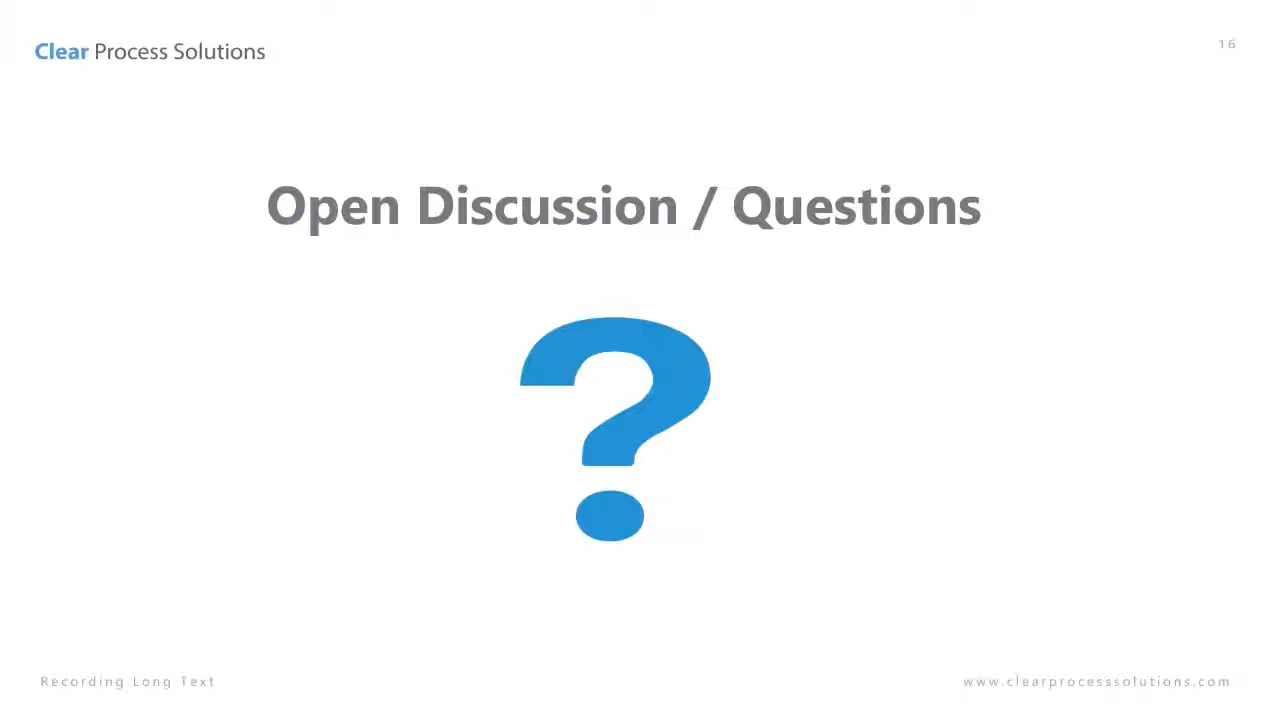 Clear Process Solutions
16
Open Discussion / Questions
?
Recording Long Text
www.clearprocesssolutions.com